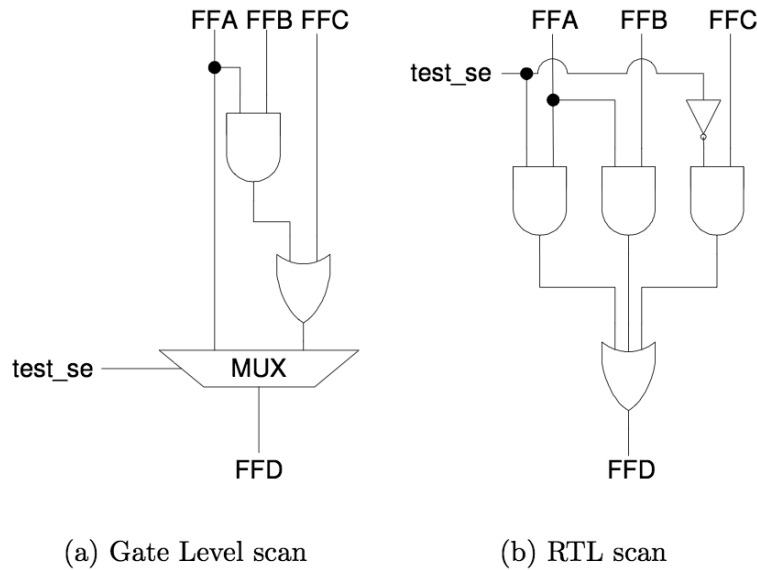 FFA FFB FFC
test_se
MUX
FFD
(a) Gate Level scan
FFA FFB FFC
test_se
FFD
(b) RTL scan